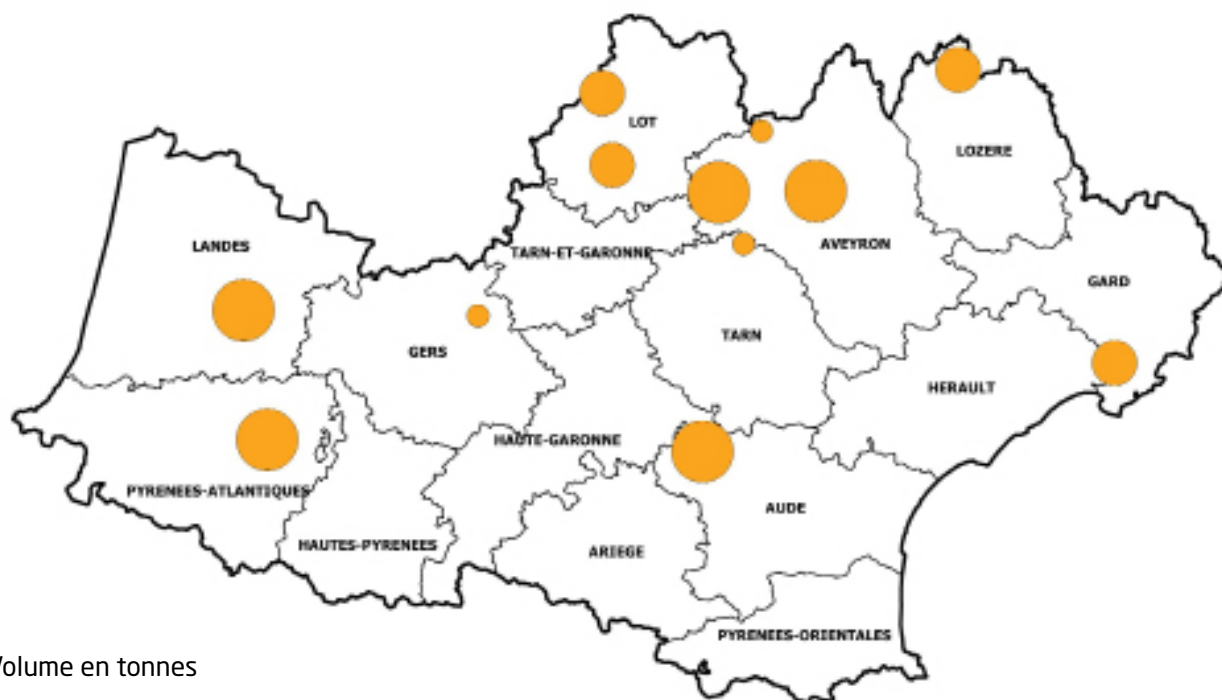 LOT
LOZERE
LANDES
AVEYRON
TARN-ET-GARONNE
GARD
TARN
GERS
HERAULT
HAUTE-GARONNE
PYRENEES-ATLANTIQUES
AUDE
HAUTES-PYRENEES
ARIEGE
PYRENEES-ORIENTALES
Volume en tonnes